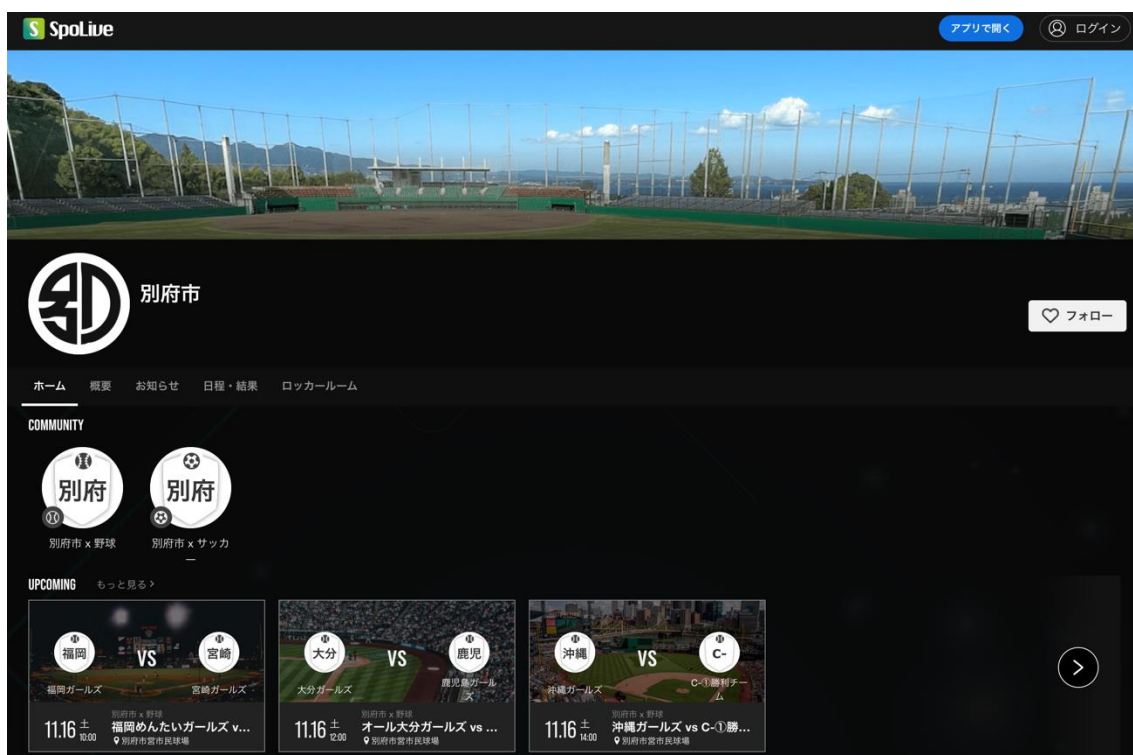 S SpoLive
アプリで開く
ログイン
別府市
フォロー
ホーム 概要 お知らせ 日程・結果 ロッカールーム
COMMUNITY
別府 別府
別府市 x 野球 別府市 x サッカ
ー
UPCOMING もっと見る >
福岡 VS 宮崎
福岡ガールズ 宮崎ガールズ
11.16 土 10:00
別府市 x 野球
福岡めんたいガールズ v...
別府市営市民球場
大分 VS 鹿児
大分ガールズ 鹿児島ガール
ズ
11.16 土 12:00
別府市 x 野球
オール大分ガールズ vs ...
別府市営市民球場
沖縄 VS C-
沖縄ガールズ C-①勝利チー
ム
11.16 土 14:00
別府市 x 野球
沖縄ガールズ vs C-①勝...
別府市営市民球場